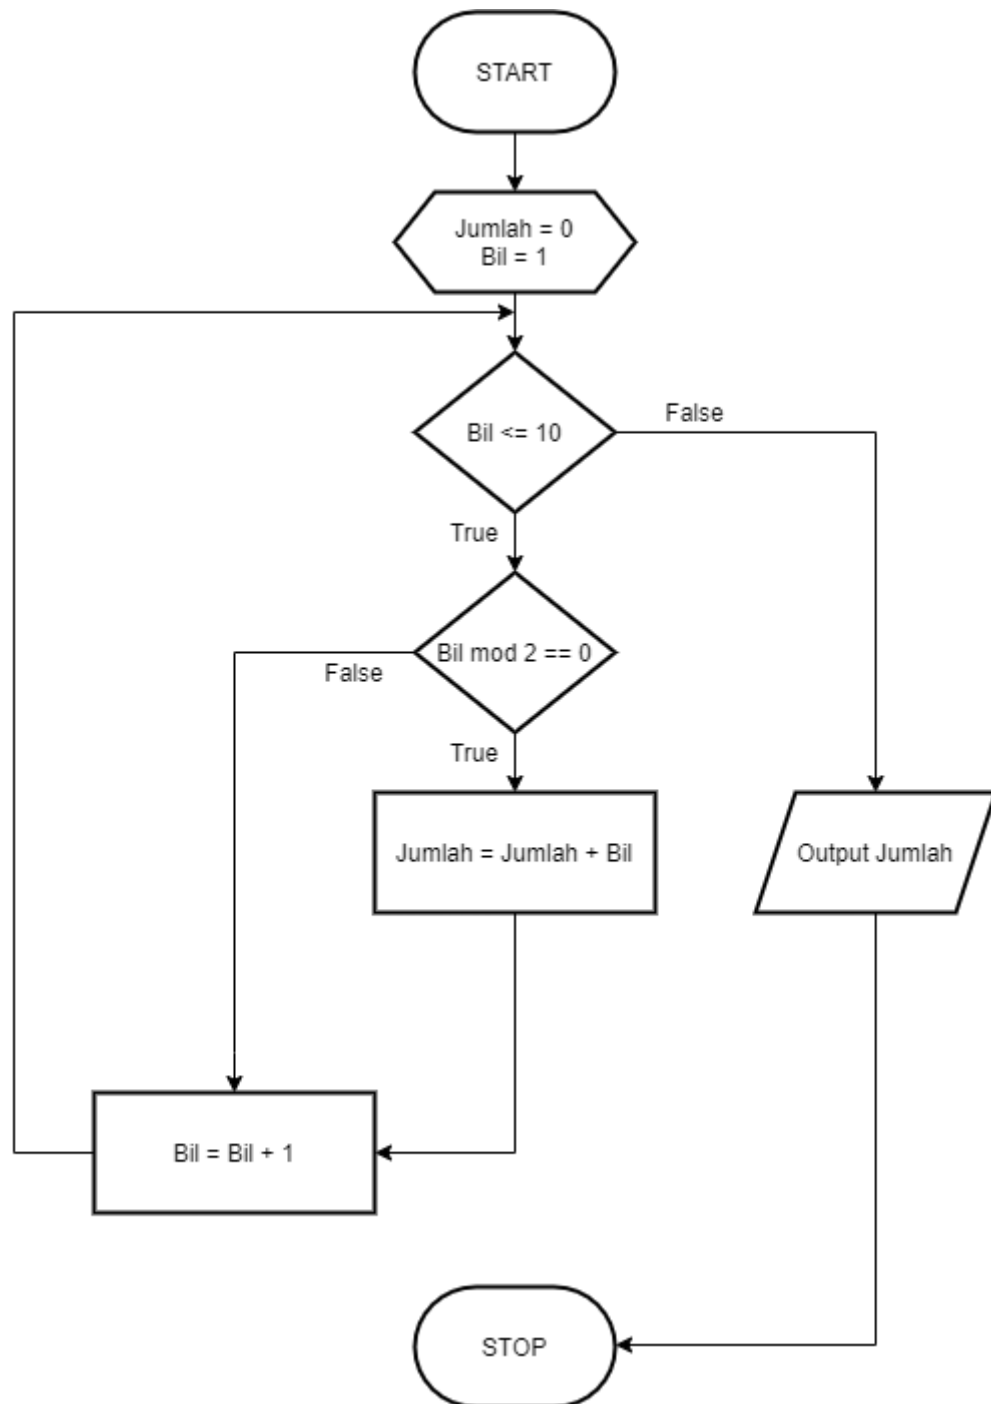 START
Jumlah = 0
Bil = 1
Bil <= 10
False
True
Bil mod 2 == 0
False
True
Jumlah = Jumlah + Bil
Output Jumlah
Bil = Bil + 1
STOP